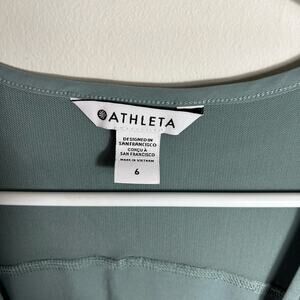 ATHLETA
DESIGNED IN
SAN FRANCISCO
CONÇU À
SAN FRANCISCO
MADE IN VIETNAM
6